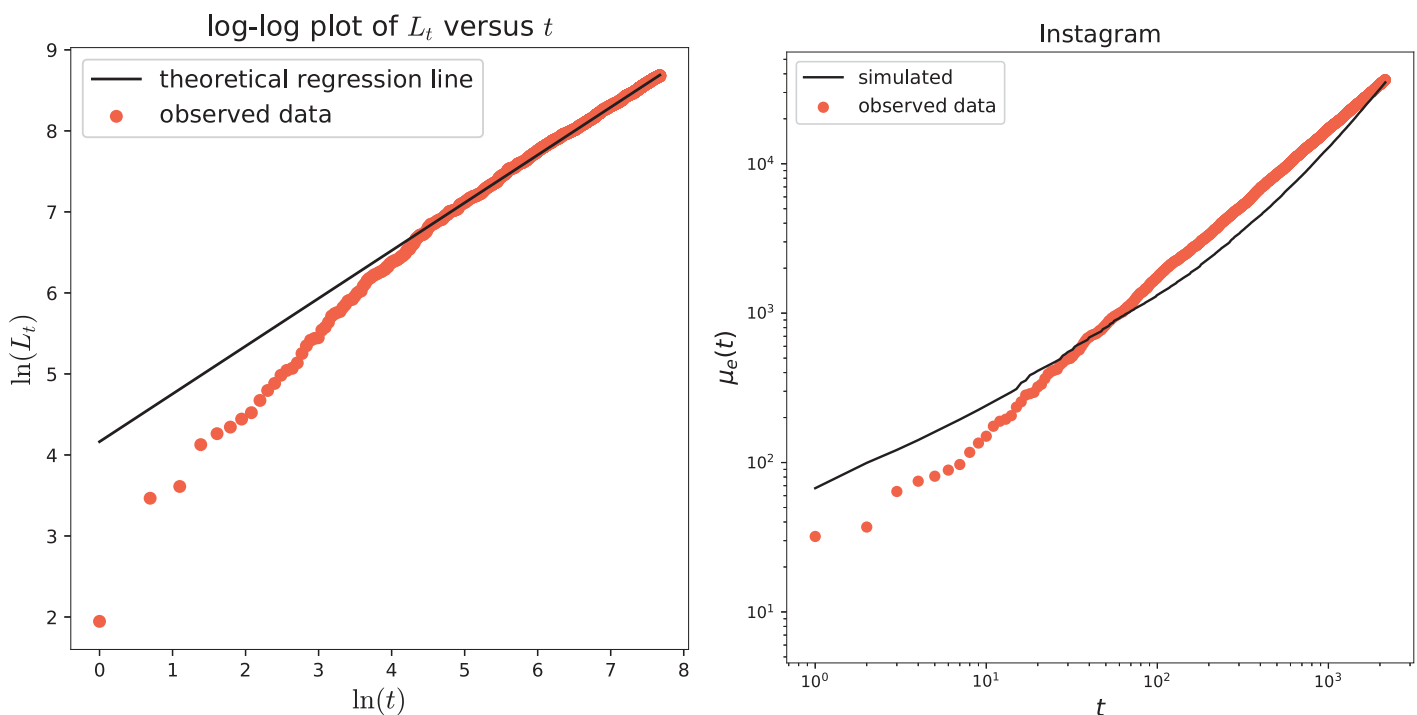 log-log plot of L_t versus t
theoretical regression line
observed data
9
8
7
6
5
4
3
2
ln(L_t)
0 1 2 3 4 5 6 7 8
ln(t)
Instagram
simulated
observed data
10^4
10^3
10^2
10^1
μ_e(t)
10^0 10^1 10^2 10^3
t